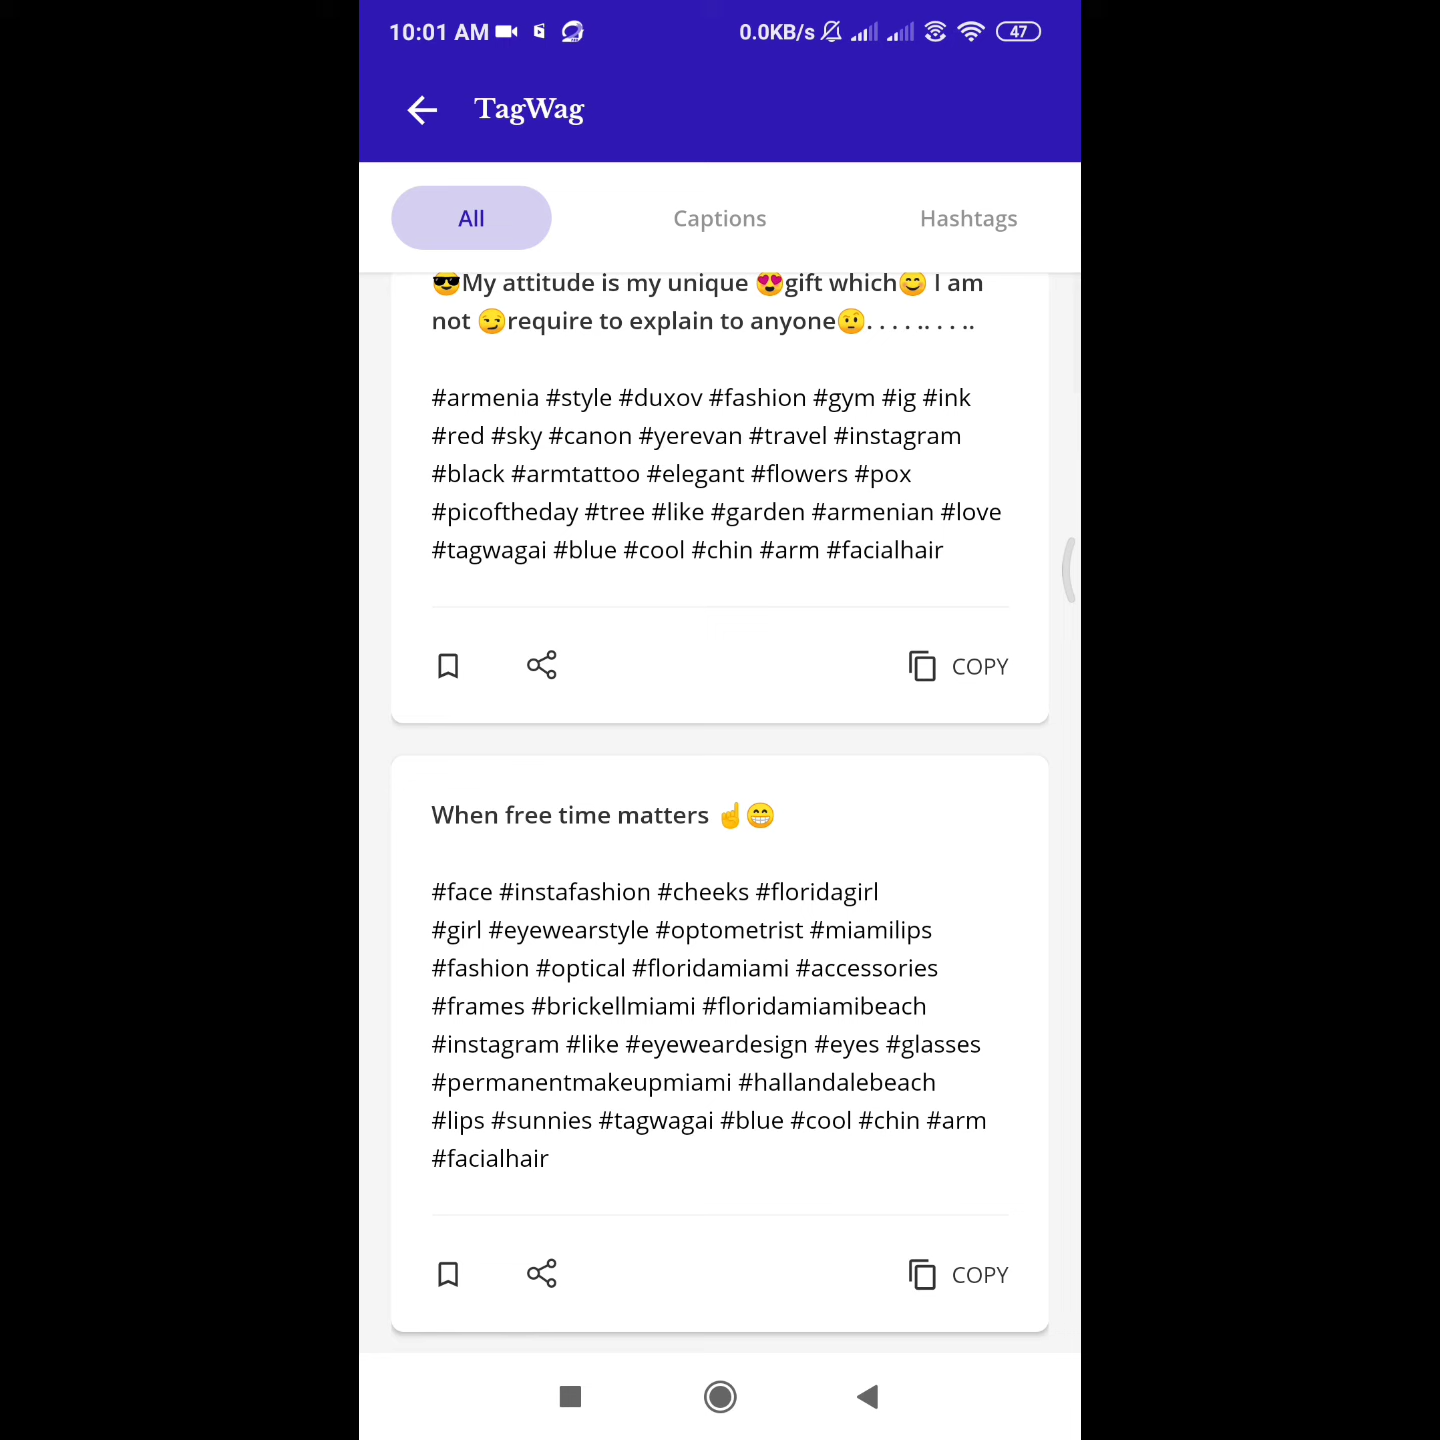 10:01 AM 0.0KB/s 47
TagWag
All Captions Hashtags
😎My attitude is my unique 😍gift which😊 I am
not 😏require to explain to anyone🤨. . . . .. . . ..
#armenia #style #duxov #fashion #gym #ig #ink
#red #sky #canon #yerevan #travel #instagram
#black #armtattoo #elegant #flowers #pox
#picoftheday #tree #like #garden #armenian #love
#tagwagai #blue #cool #chin #arm #facialhair
COPY
When free time matters ☝️😁
#face #instafashion #cheeks #floridagirl
#girl #eyewearstyle #optometrist #miamilips
#fashion #optical #floridamiami #accessories
#frames #brickellmiami #floridamiamibeach
#instagram #like #eyeweardesign #eyes #glasses
#permanentmakeupmiami #hallandalebeach
#lips #sunnies #tagwagai #blue #cool #chin #arm
#facialhair
COPY